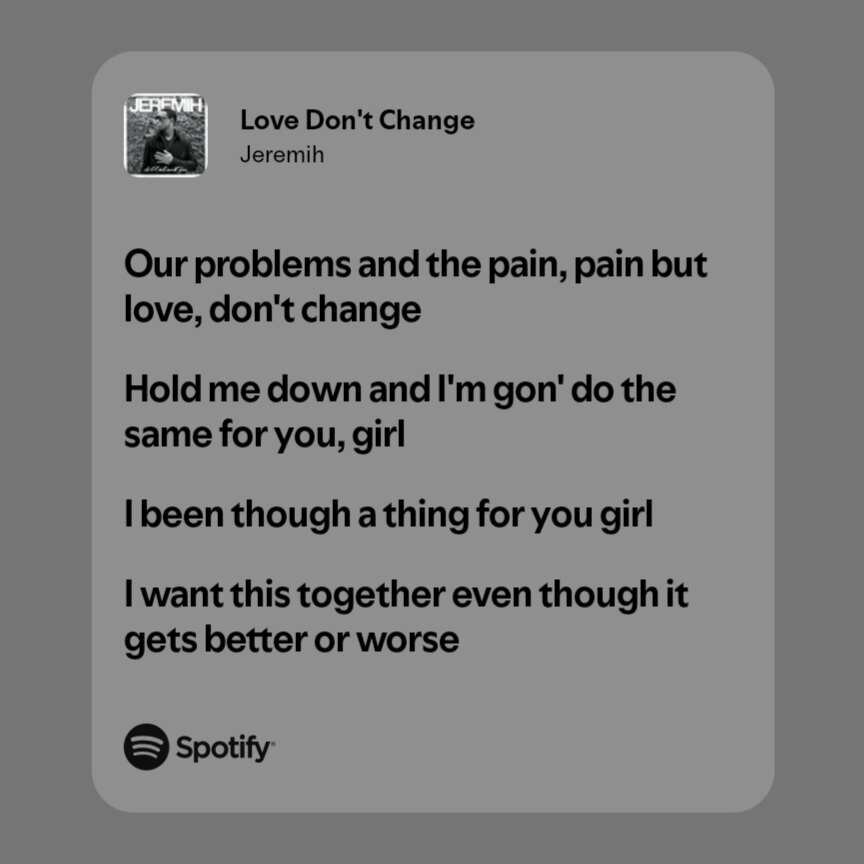 JEREMIH
Love Don't Change
Jeremih
Our problems and the pain, pain but
love, don't change
Hold me down and I'm gon' do the
same for you, girl
I been though a thing for you girl
I want this together even though it
gets better or worse
Spotify